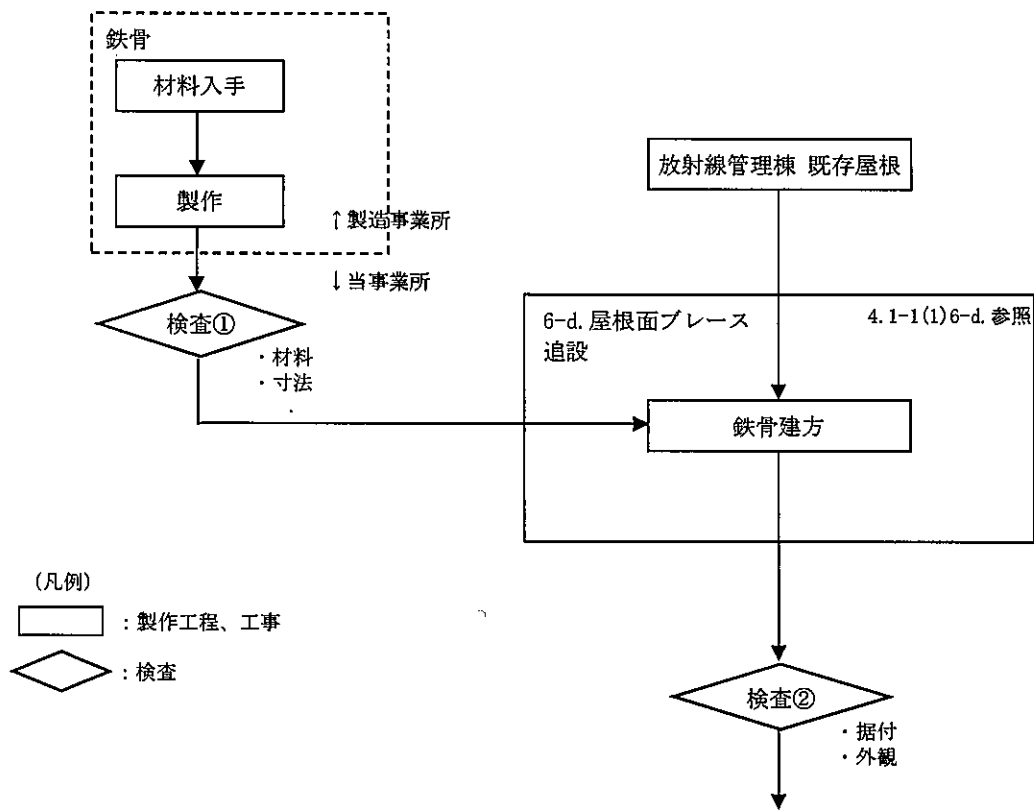 鉄骨
材料入手
製作
↑製造事業所
↓当事業所
検査①
・材料
・寸法
放射線管理棟 既存屋根
6-d.屋根面ブレース
追設
4.1-1(1)6-d.参照
鉄骨建方
検査②
・据付
・外観
(凡例)
：製作工程、工事
：検査